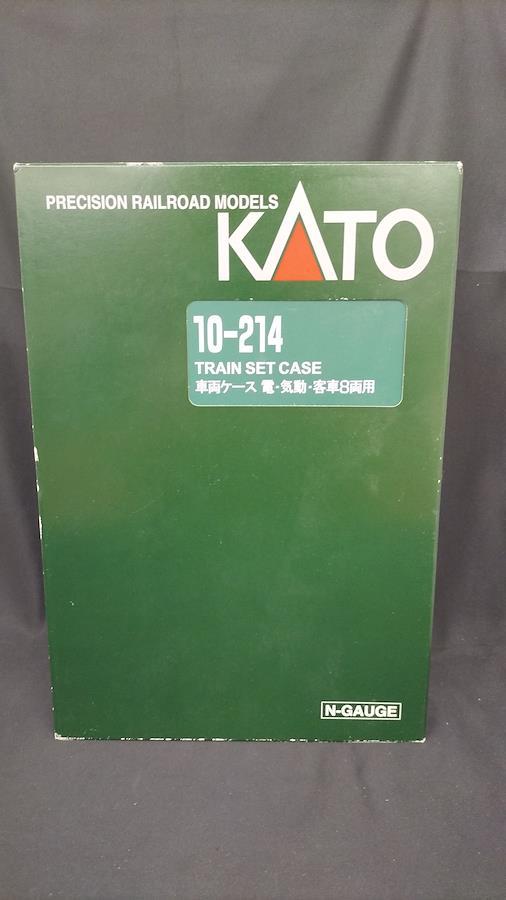 PRECISION RAILROAD MODELS
KATO
10-214
TRAIN SET CASE
車両ケース 電・気動・客車8両用
N-GAUGE